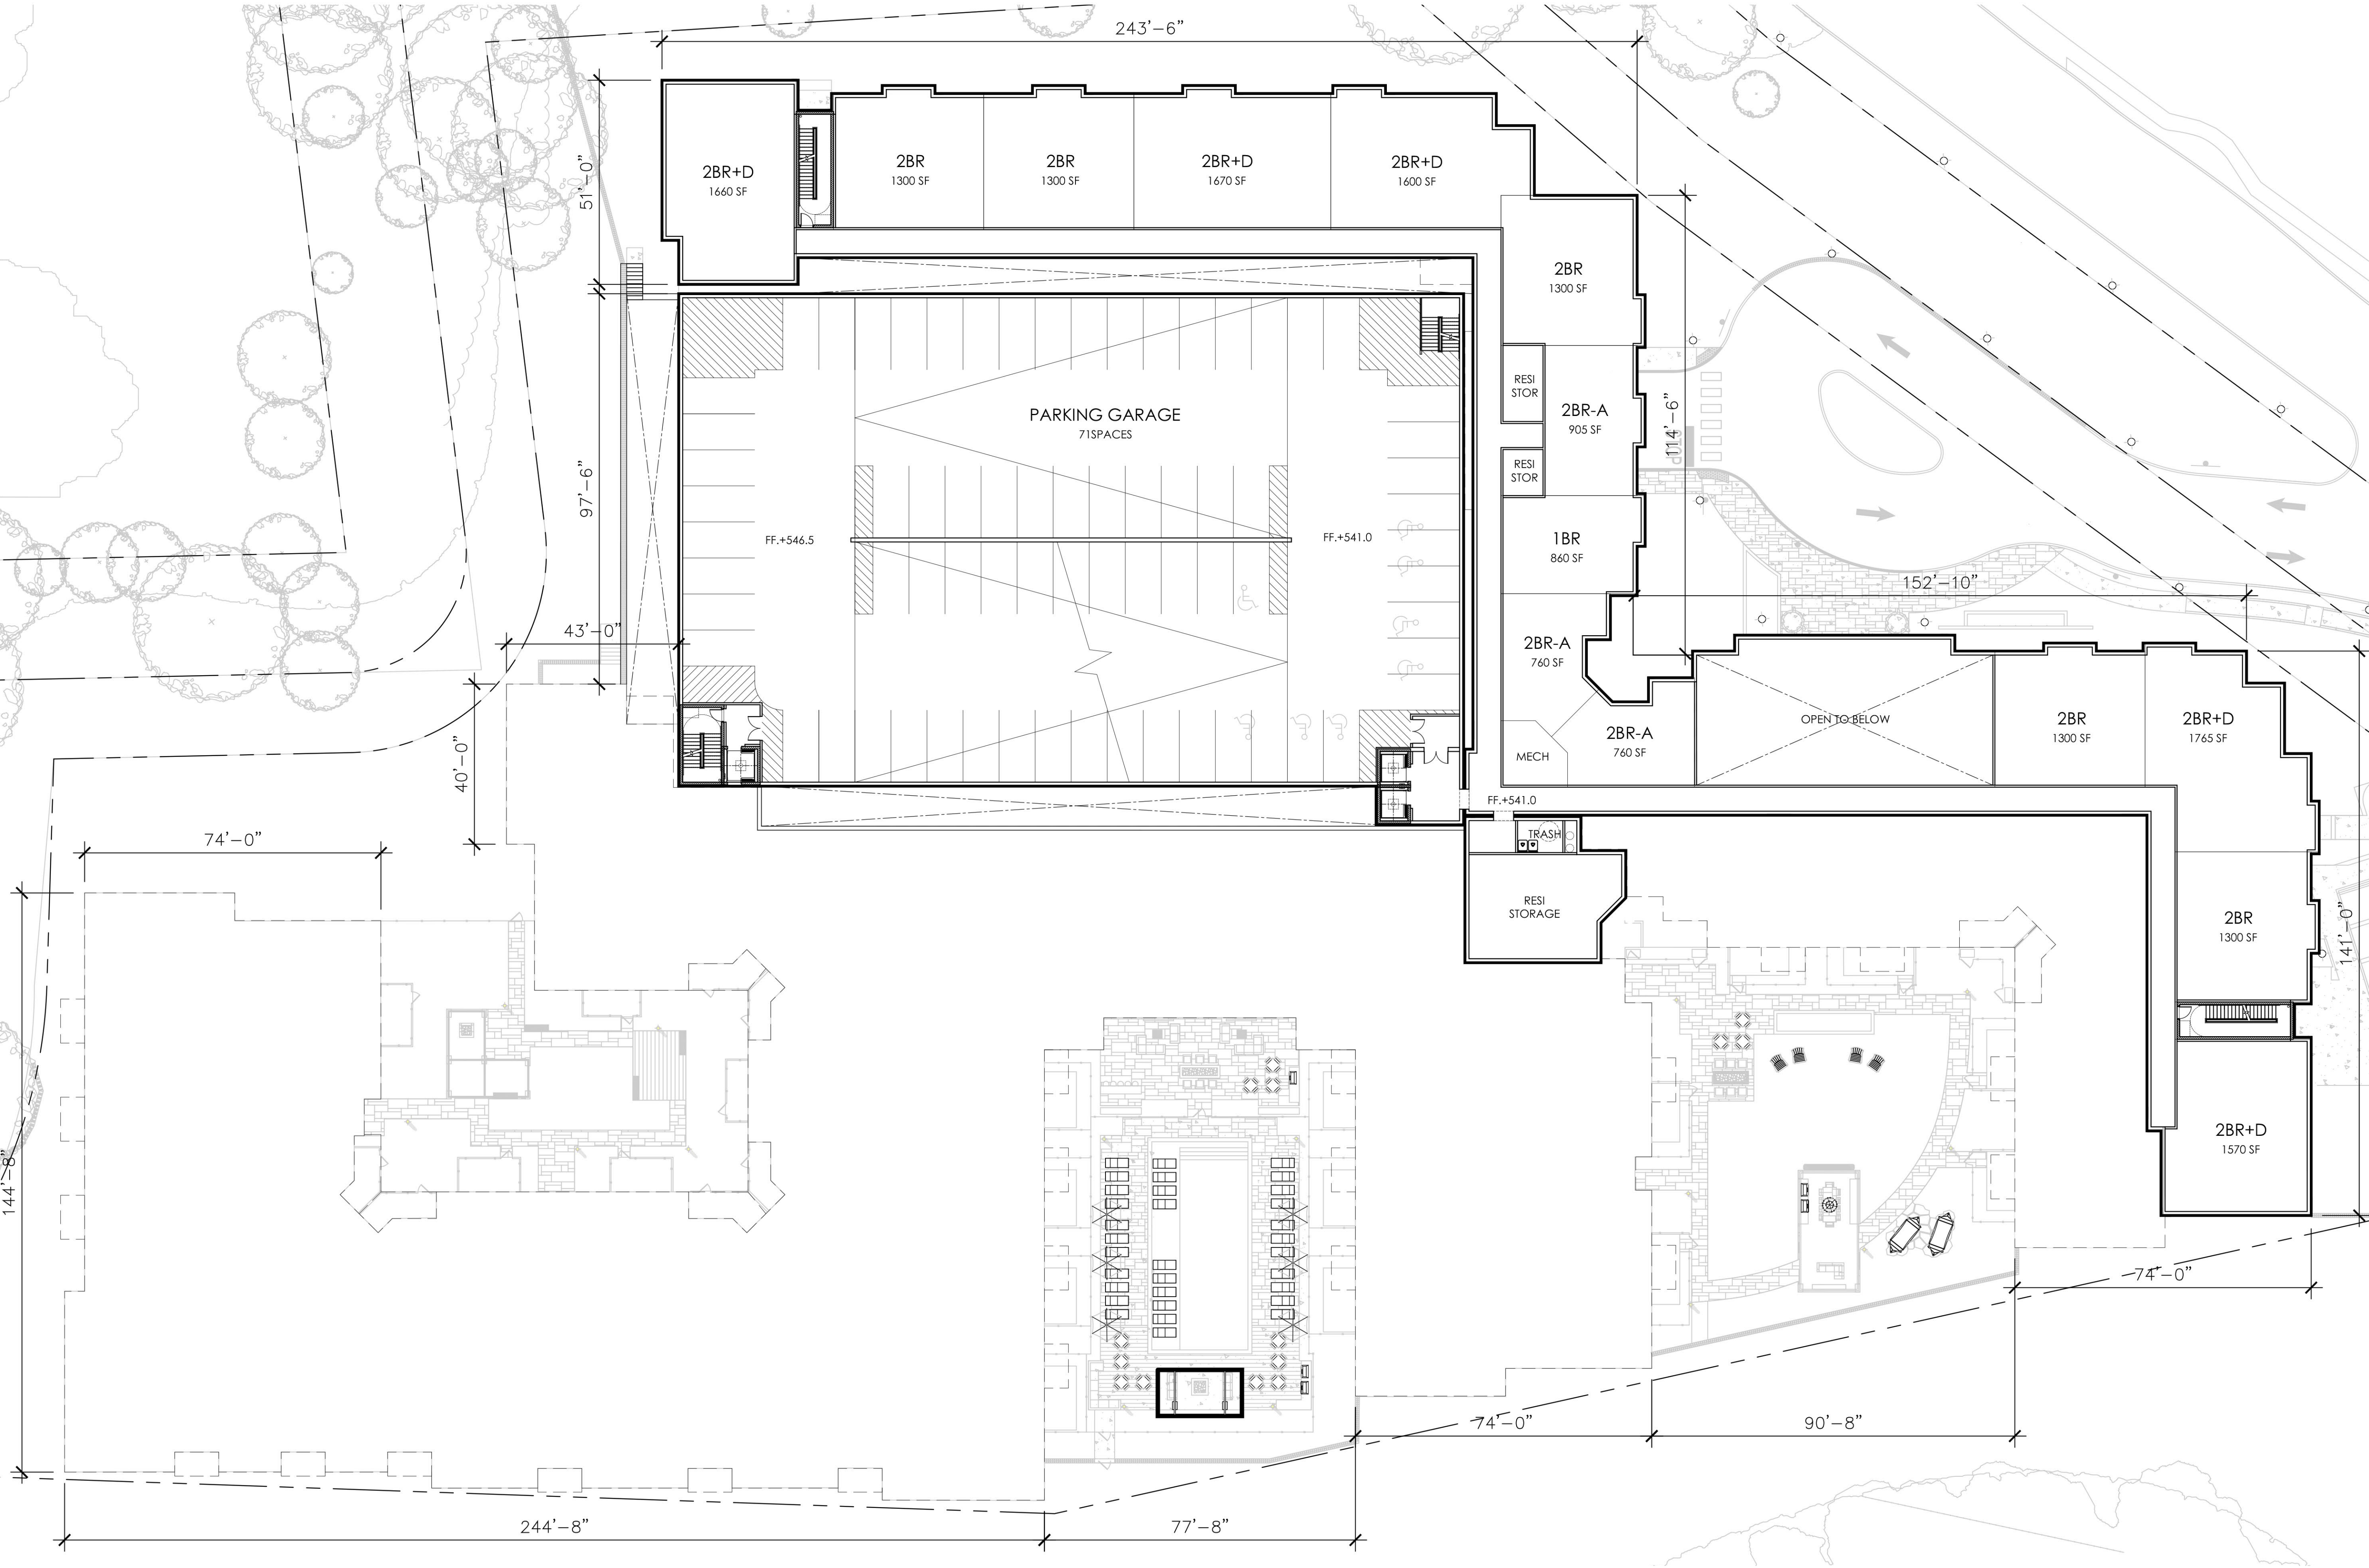 243'-6"
51'-0"
2BR+D
1660 SF
2BR
1300 SF
2BR
1300 SF
2BR+D
1670 SF
2BR+D
1600 SF
2BR
1300 SF
RESI
STOR
2BR-A
905 SF
114'-6"
STOP
PARKING GARAGE
71SPACES
97'-6"
RESI
STOR
FF.+546.5
FF.+541.0
1BR
860 SF
152'-10"
43'-0"
2BR-A
760 SF
40'-0"
MECH
2BR-A
760 SF
OPEN TO BELOW
2BR
1300 SF
2BR+D
1765 SF
FF.+541.0
TRASH
74'-0"
RESI
STORAGE
2BR
1300 SF
141'-0"
144'-8"
2BR+D
1570 SF
74'-0"
74'-0"
90'-8"
244'-8"
77'-8"